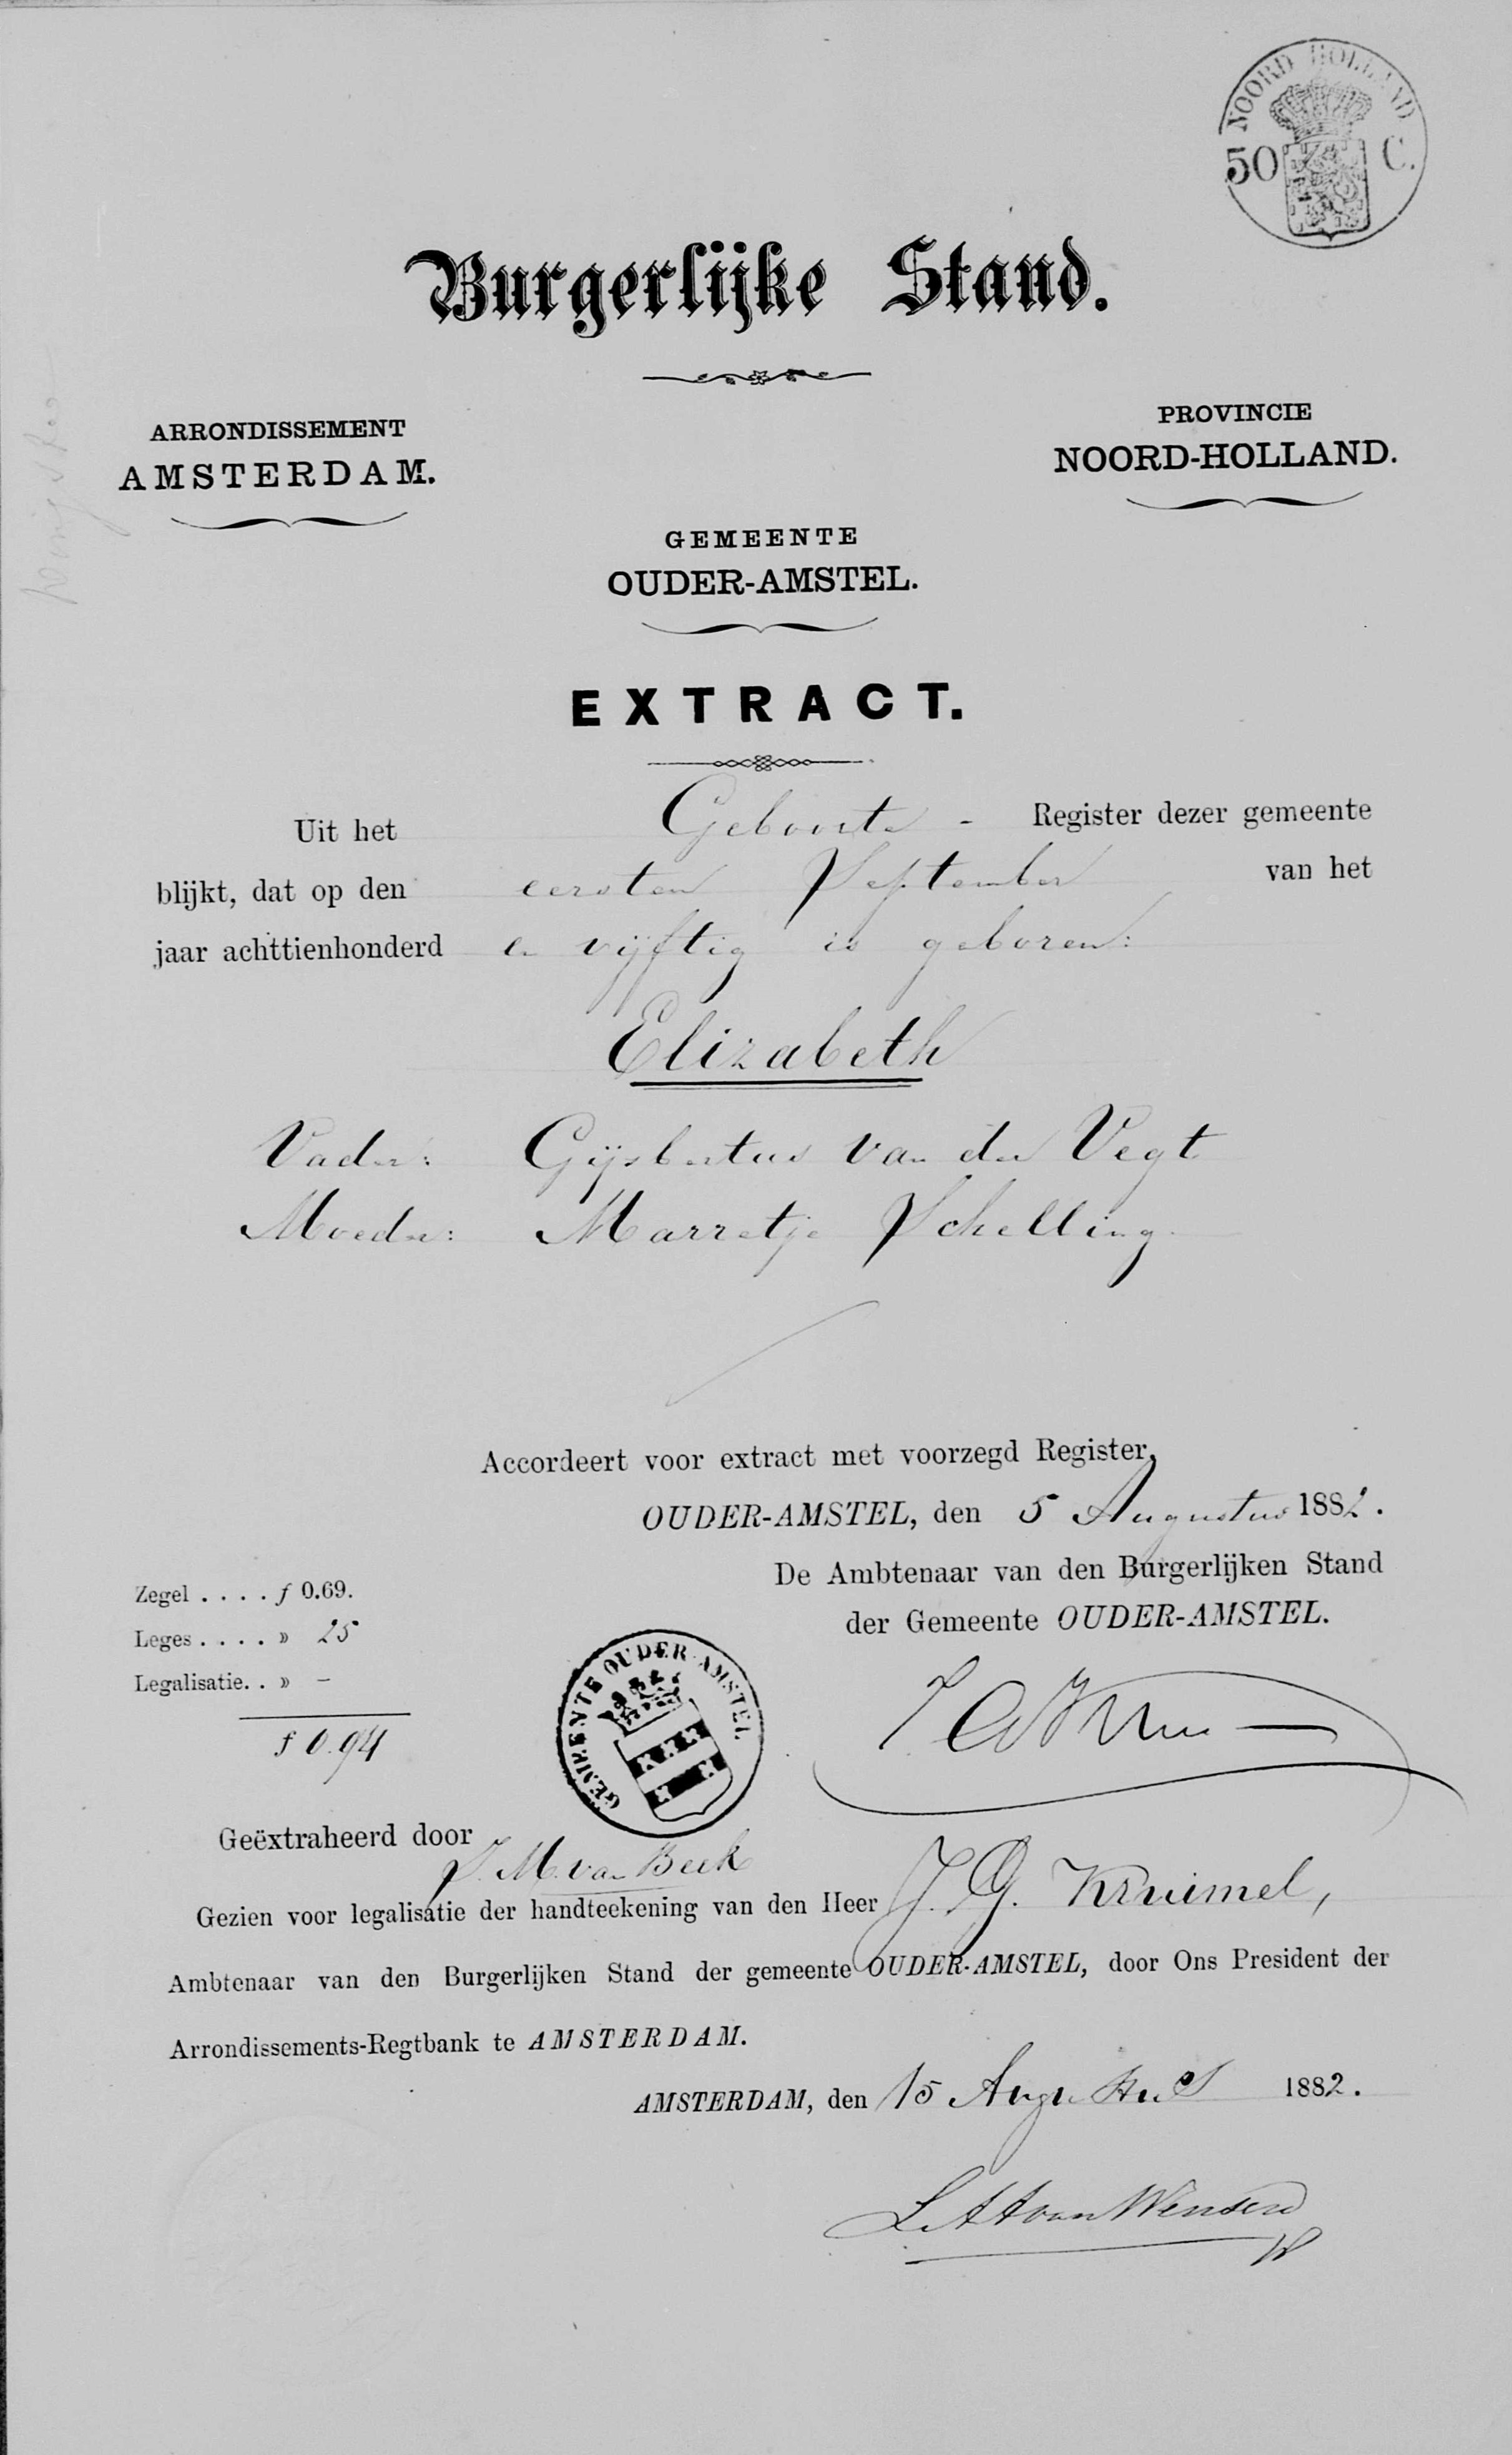 NOORD HOLLAND
50 C.
Burgerlijke Stand.
ARRONDISSEMENT
AMSTERDAM.
PROVINCIE
NOORD-HOLLAND.
GEMEENTE
OUDER-AMSTEL.
EXTRACT.
Uit het Geboorte - Register dezer gemeente
blijkt, dat op den eersten September van het
jaar achttienhonderd en vijftig is geboren:
Elizabeth
Vader: Gijsbertus van der Vegt
Moeder: Marretje Schelling.
Accordeert voor extract met voorzegd Register,
OUDER-AMSTEL, den 5 Augustus 1882.
De Ambtenaar van den Burgerlijken Stand
der Gemeente OUDER-AMSTEL.
Zegel . . . . f 0.69.
Leges . . . . » 25
Legalisatie. . » –
f 0.94
GEMEENTE OUDER-AMSTEL
Geëxtraheerd door
J. M. van Beek
Gezien voor legalisatie der handteekening van den Heer J. G. Kruimel,
Ambtenaar van den Burgerlijken Stand der gemeente OUDER-AMSTEL, door Ons President der
Arrondissements-Regtbank te AMSTERDAM.
AMSTERDAM, den 15 Augustus 1882.